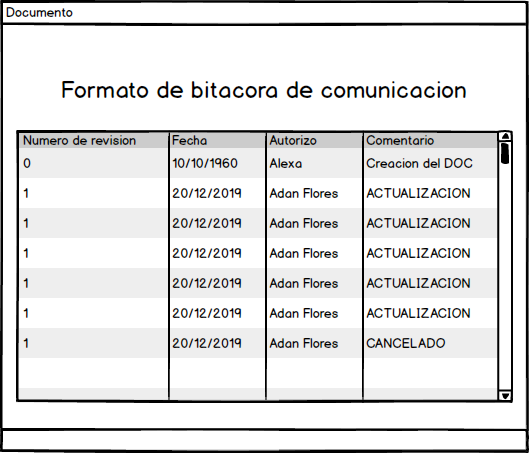 Documento
Formato de bitacora de comunicacion
Numero de revision Fecha Autorizo Comentario
0 10/10/1960 Alexa Creacion del DOC
1 20/12/2019 Adan Flores ACTUALIZACION
1 20/12/2019 Adan Flores ACTUALIZACION
1 20/12/2019 Adan Flores ACTUALIZACION
1 20/12/2019 Adan Flores ACTUALIZACION
1 20/12/2019 Adan Flores ACTUALIZACION
1 20/12/2019 Adan Flores CANCELADO